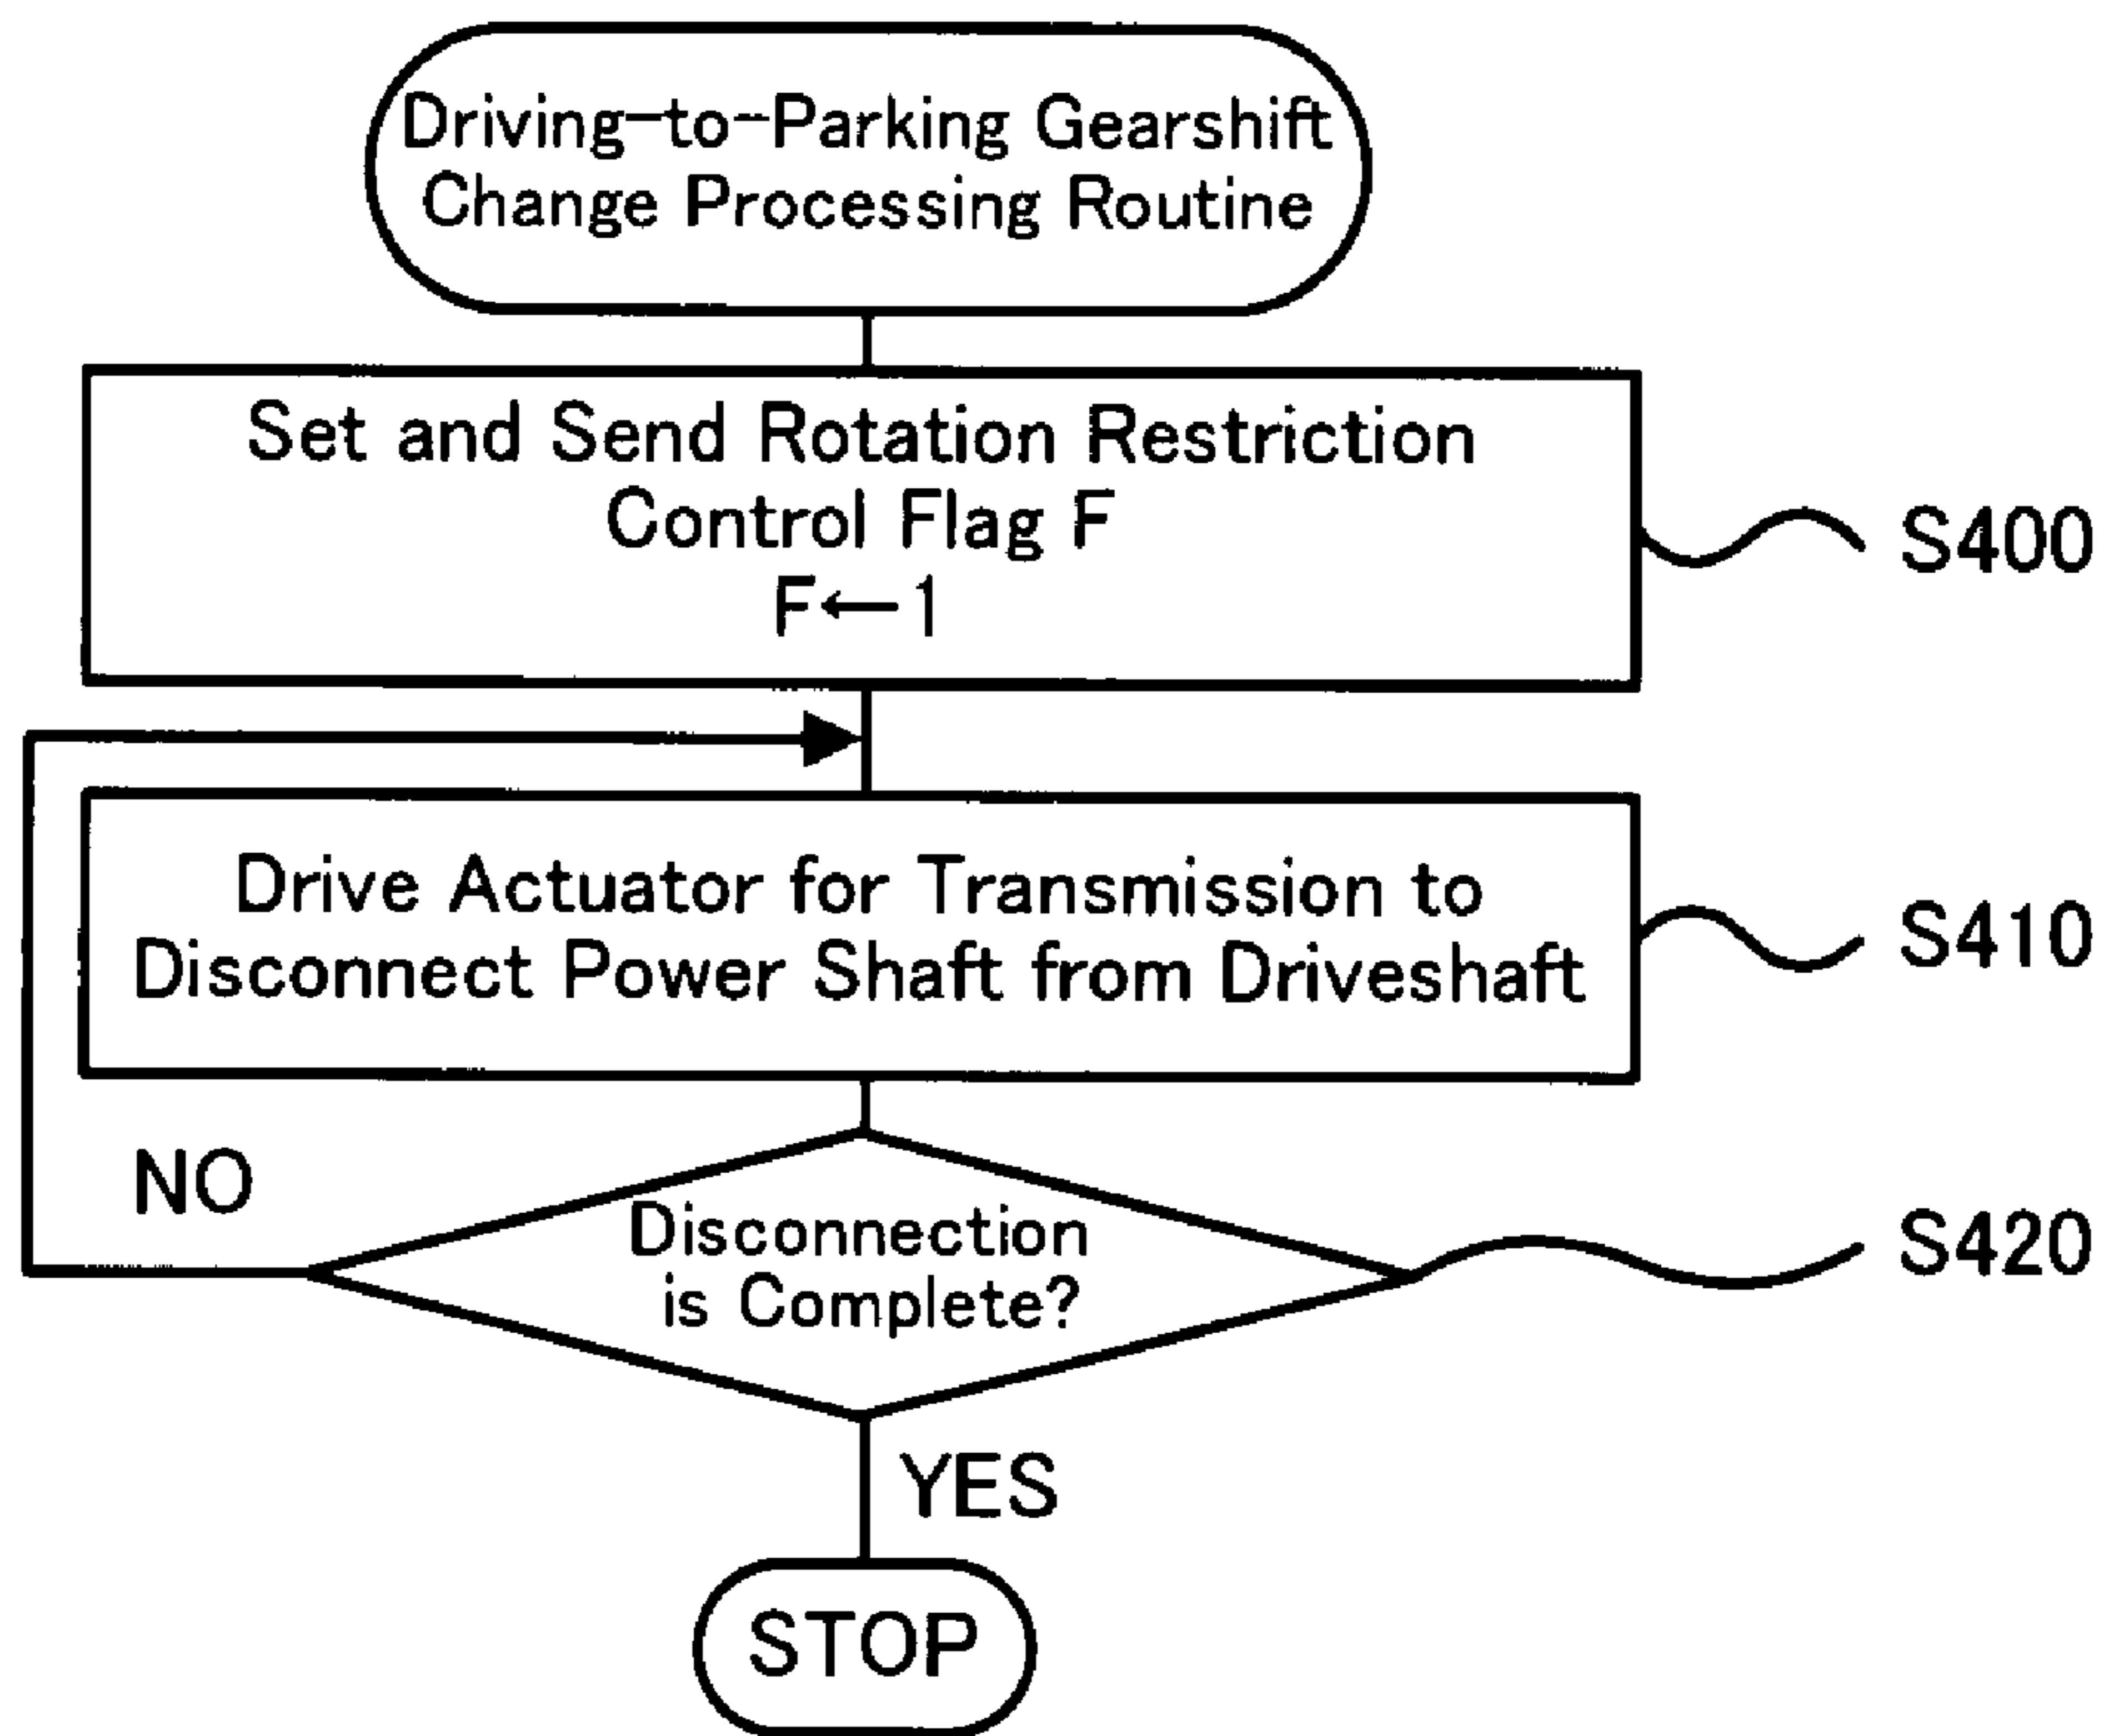 Driving-to-Parking Gearshift
Change Processing Routine
Set and Send Rotation Restriction
Control Flag F
F←1
S400
Drive Actuator for Transmission to
Disconnect Power Shaft from Driveshaft
S410
NO
Disconnection
is Complete?
S420
YES
STOP